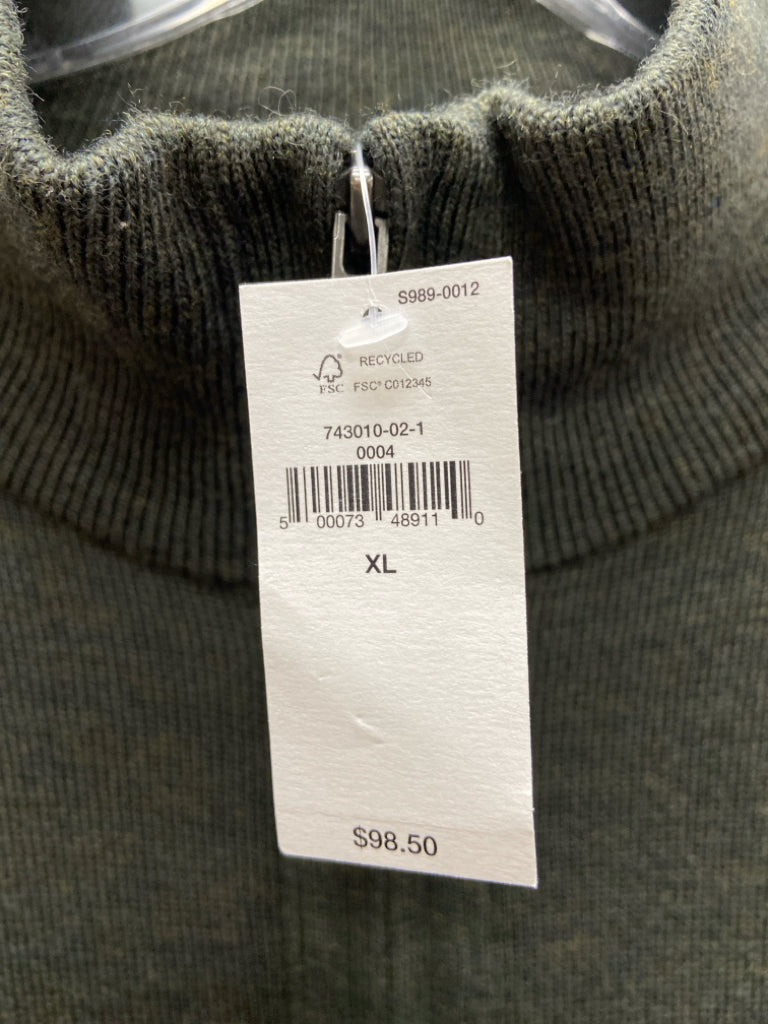 S989-0012
RECYCLED
FSC FSC® C012345
743010-02-1
0004
5 00073 48911 0
XL
$98.50